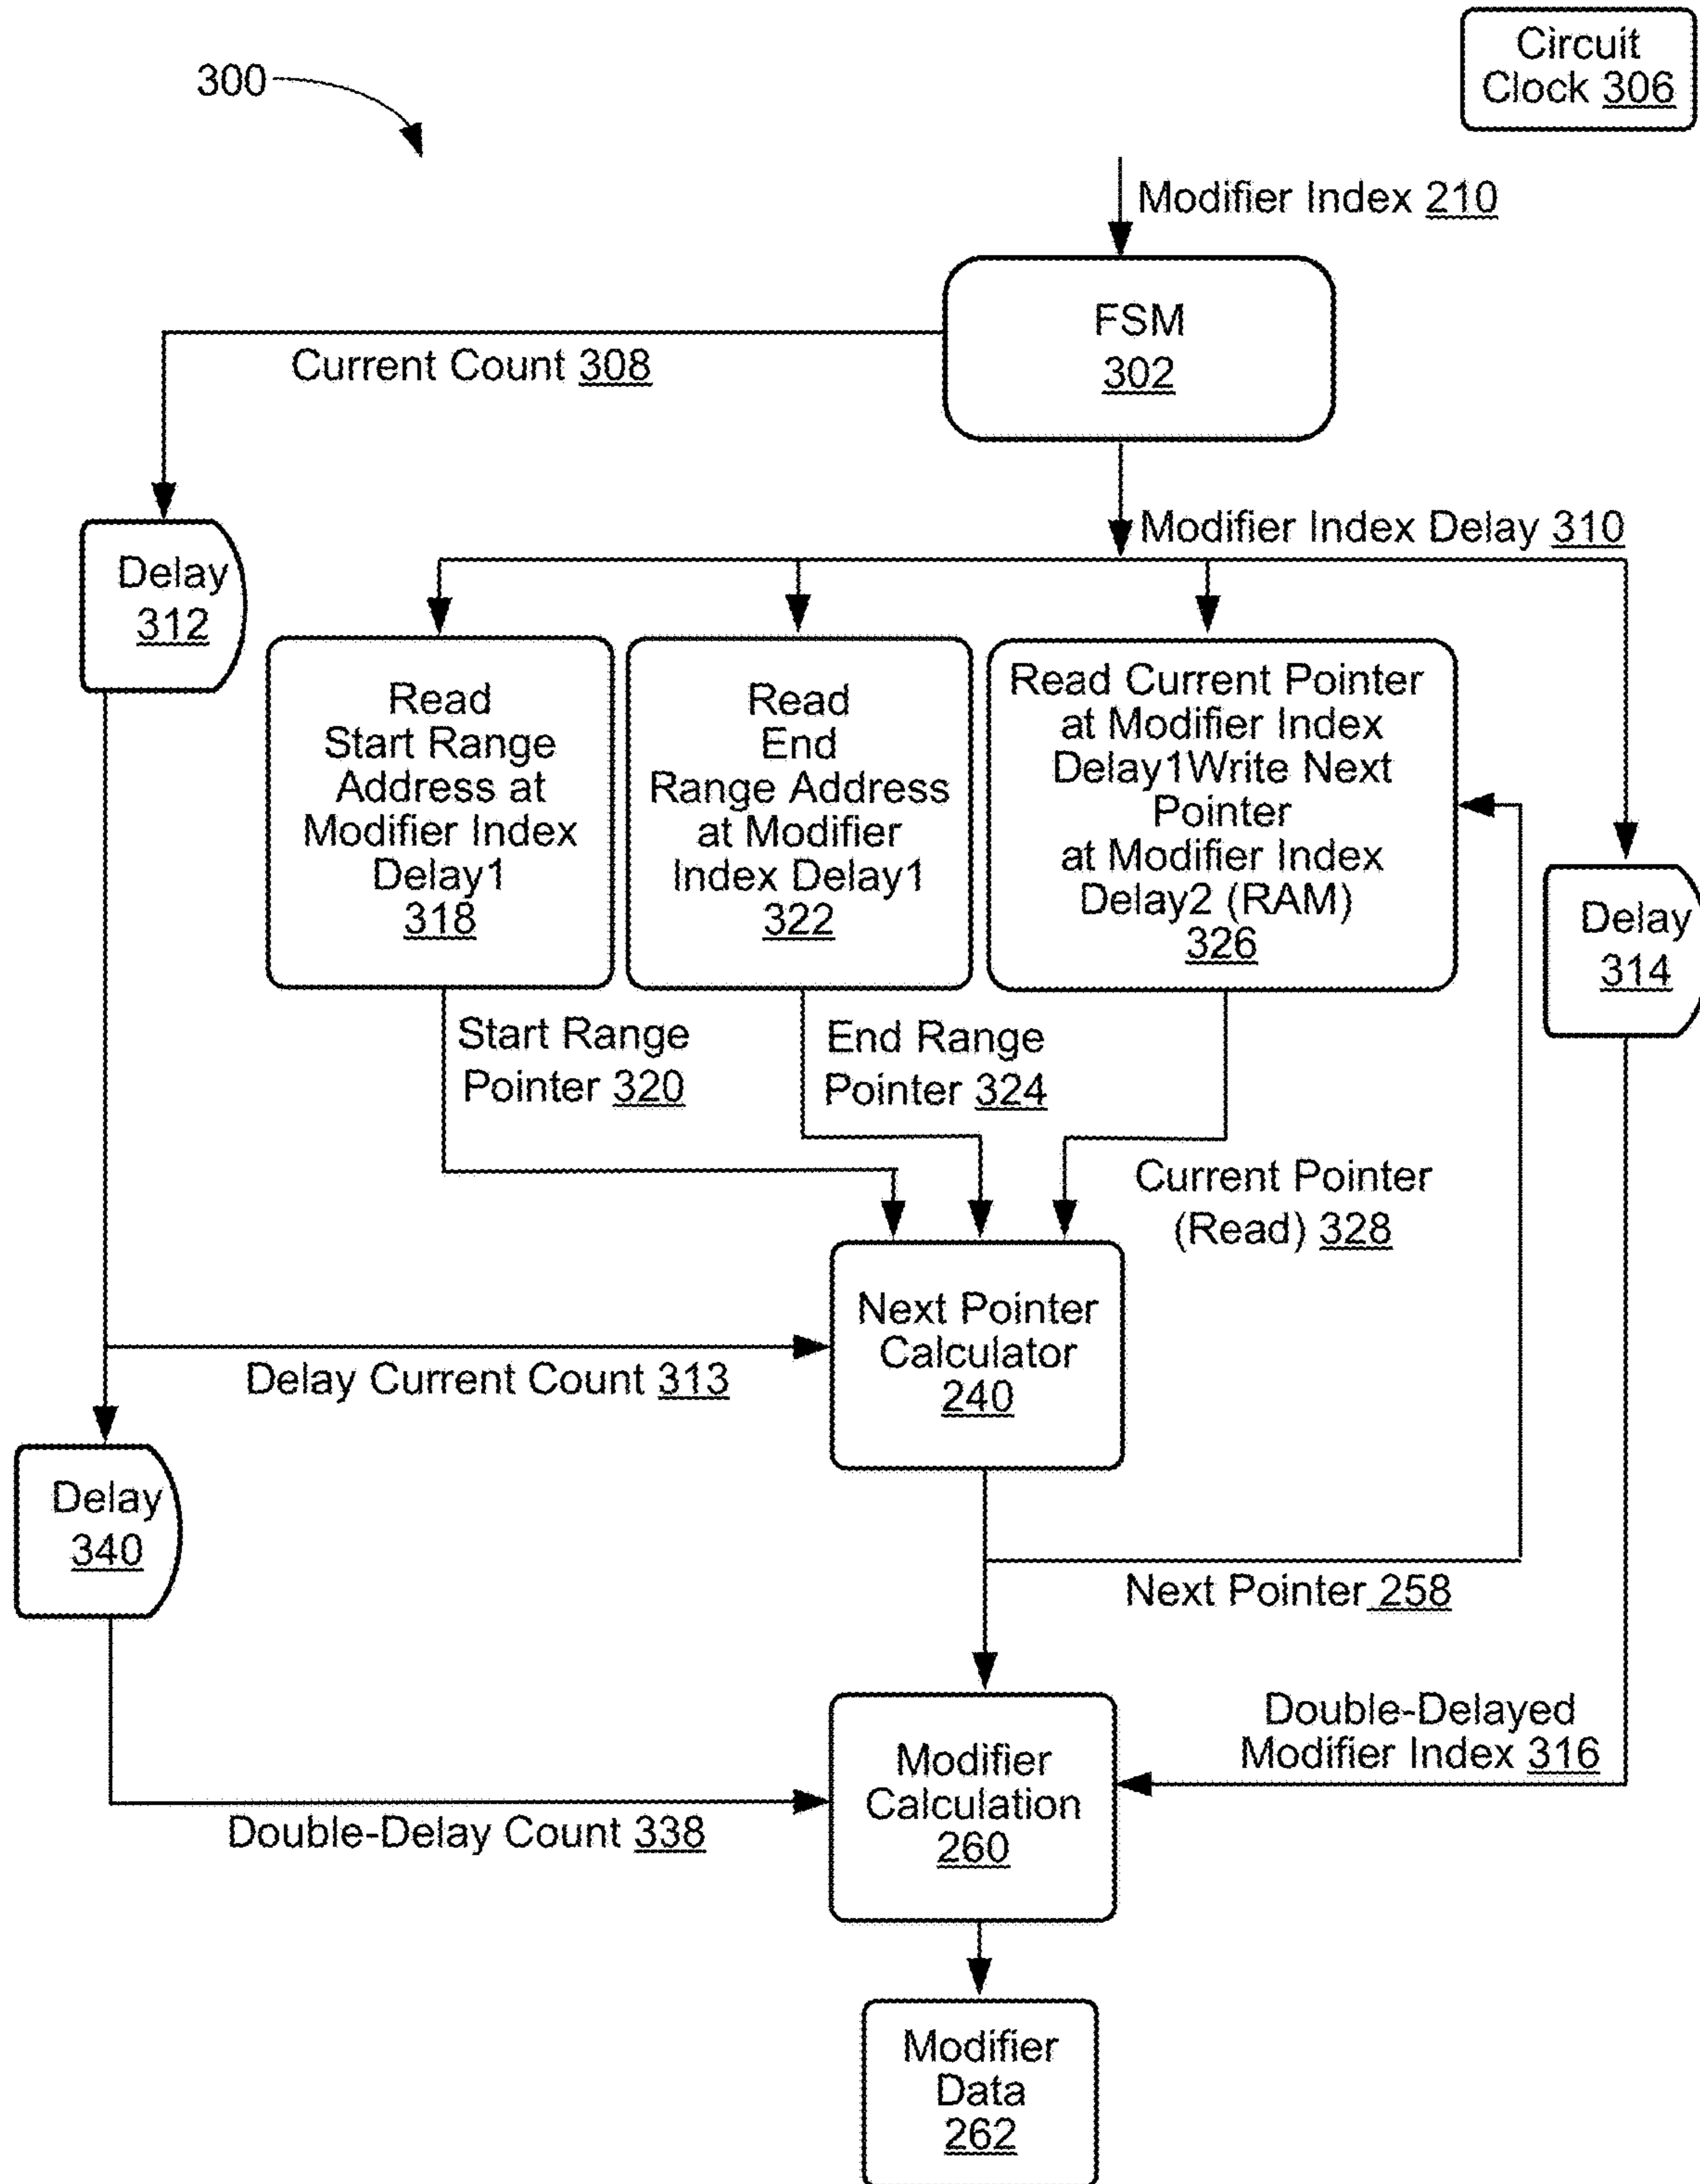 Circuit
Clock 306
300
Modifier Index 210
FSM
302
Current Count 308
Modifier Index Delay 310
Delay
312
Read
Start Range
Address at
Modifier Index
Delay1
318
Read
End
Range Address
at Modifier
Index Delay1
322
Read Current Pointer
at Modifier Index
Delay1Write Next
Pointer
at Modifier Index
Delay2 (RAM)
326
Delay
314
Start Range
Pointer 320
End Range
Pointer 324
Current Pointer
(Read) 328
Next Pointer
Calculator
240
Delay Current Count 313
Delay
340
Next Pointer 258
Double-Delayed
Modifier Index 316
Modifier
Calculation
260
Double-Delay Count 338
Modifier
Data
262